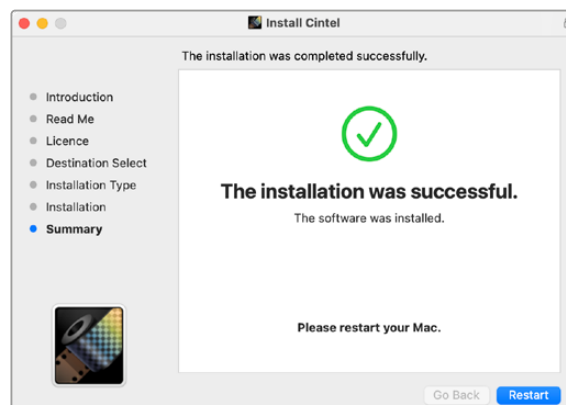 Install Cintel
The installation was completed successfully.
Introduction
Read Me
Licence
Destination Select
Installation Type
Installation
Summary
The installation was successful.
The software was installed.
Please restart your Mac.
Go Back
Restart